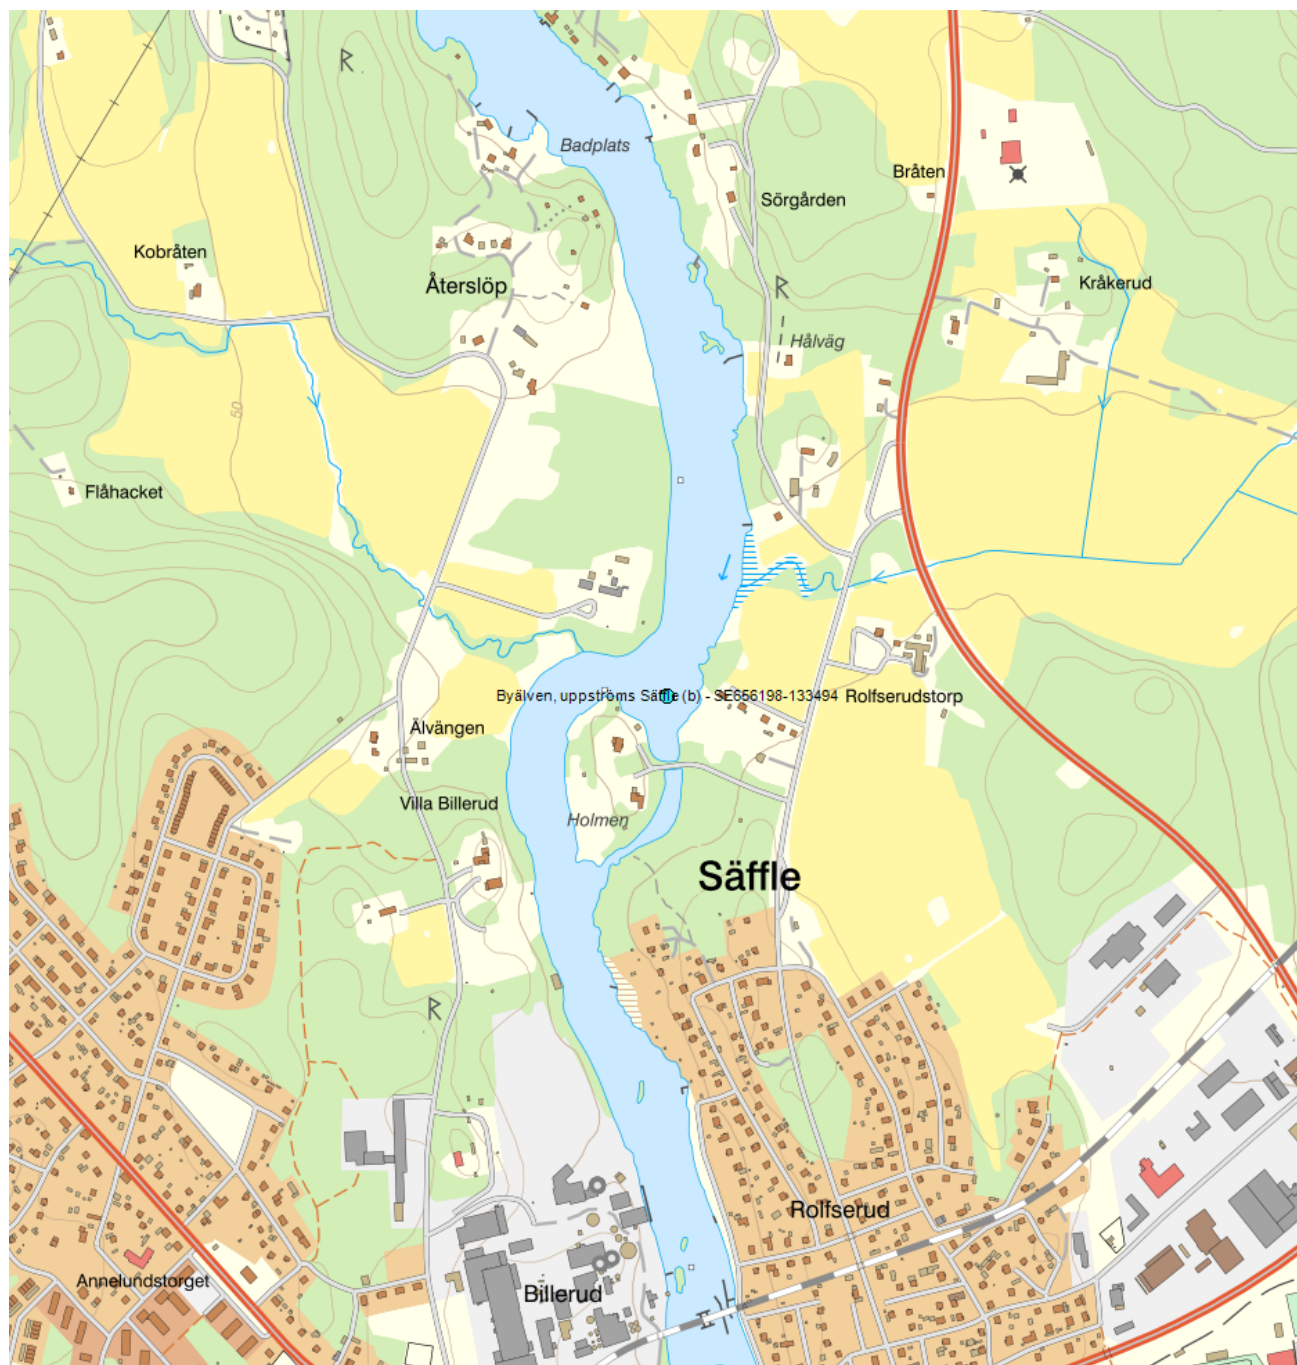 Badplats
Bråten
Sörgården
Kobråten
Återslöp
Kråkerud
Hålväg
50
Flåhacket
Byälven, uppströms Säffle (b) - SE656198-133494
Rolfserudstorp
Älvängen
Villa Billerud
Holmen
Säffle
Rolfserud
Annelundstorget
Billerud